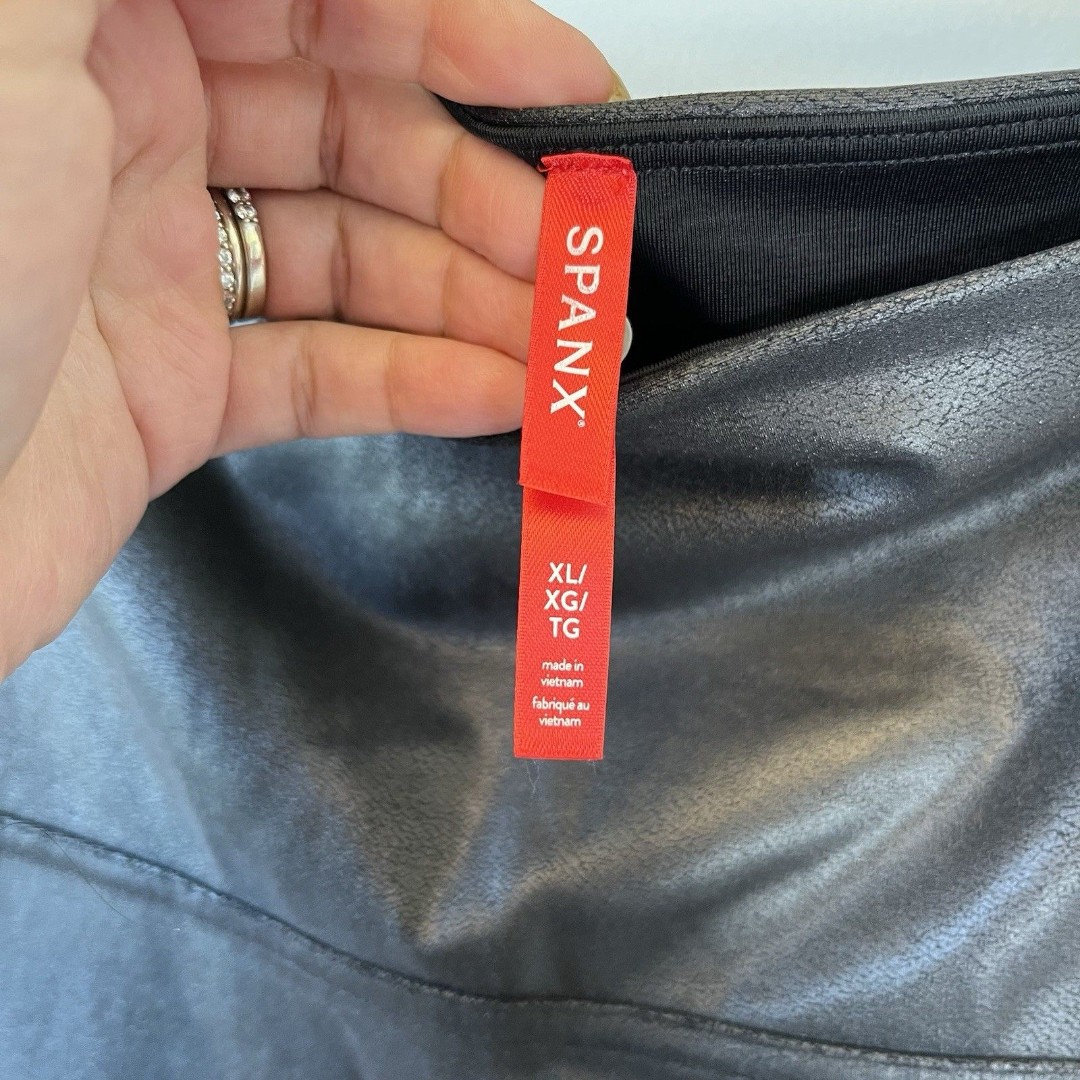 SPANX®
XL/
XG/
TG
made in
vietnam
fabriqué au
vietnam